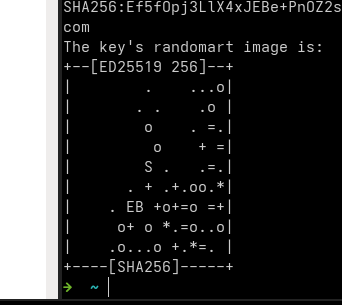 SHA256:Ef5fOpj3LlX4xJEBe+PnOZ2s
com
The key's randomart image is:
+--[ED25519 256]--+
|        .    ...o|
|       . .    .o |
|        o    . =.|
|         o    + =|
|        S .   .=.|
|      . + .+.oo.*|
|    . EB +o+=o =+|
|     o+ o *.=o..o|
|    .o...o +.*=. |
+----[SHA256]-----+
➜  ~